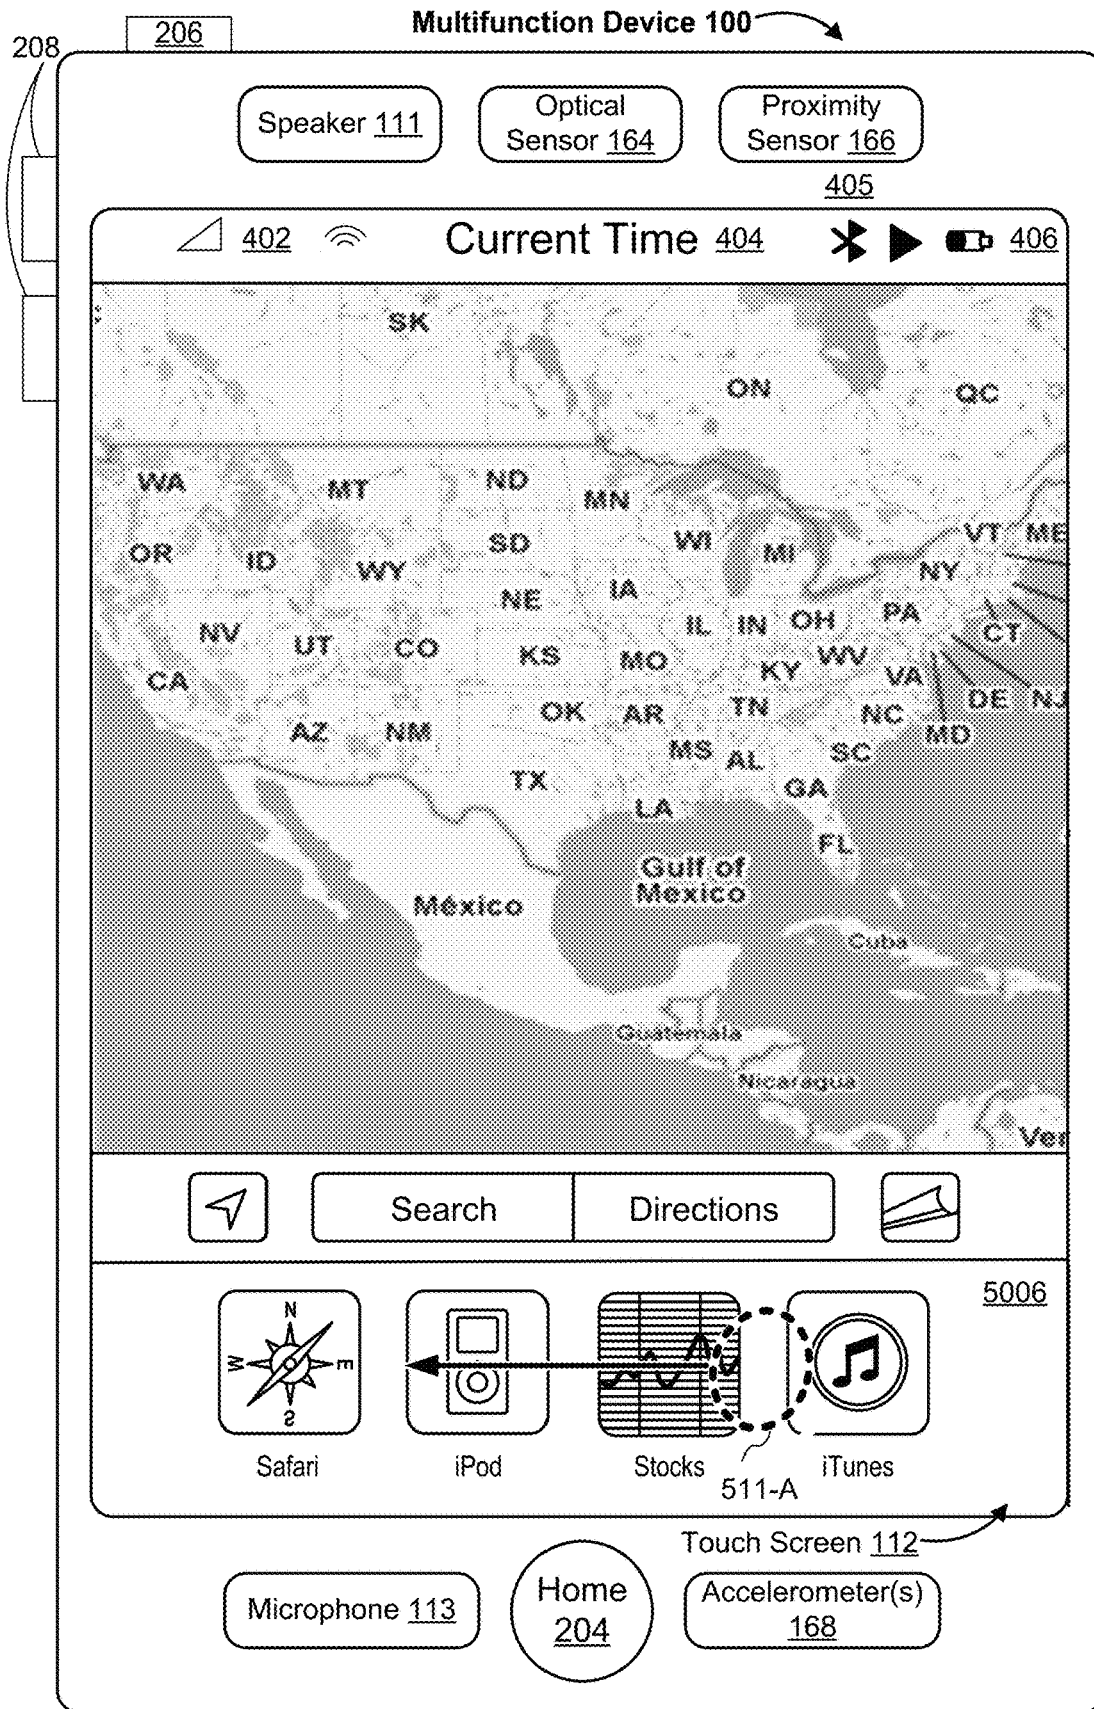 Multifunction Device 100
206
208
Speaker 111
Optical
Sensor 164
Proximity
Sensor 166
405
402
Current Time 404
406
SK
ON
QC
WA
MT
ND
MN
OR
ID
WY
SD
WI
MI
VT
ME
NY
NE
IA
NV
UT
CO
KS
MO
IL
IN
OH
PA
CT
CA
KY
WV
VA
DE
NJ
AZ
NM
OK
AR
TN
NC
MD
MS
AL
SC
TX
LA
GA
FL
Gulf of
Mexico
México
Cuba
Guatemala
Nicaragua
Ver
Search
Directions
5006
N
W
E
S
Safari
iPod
Stocks
iTunes
511-A
Touch Screen 112
Microphone 113
Home
204
Accelerometer(s)
168